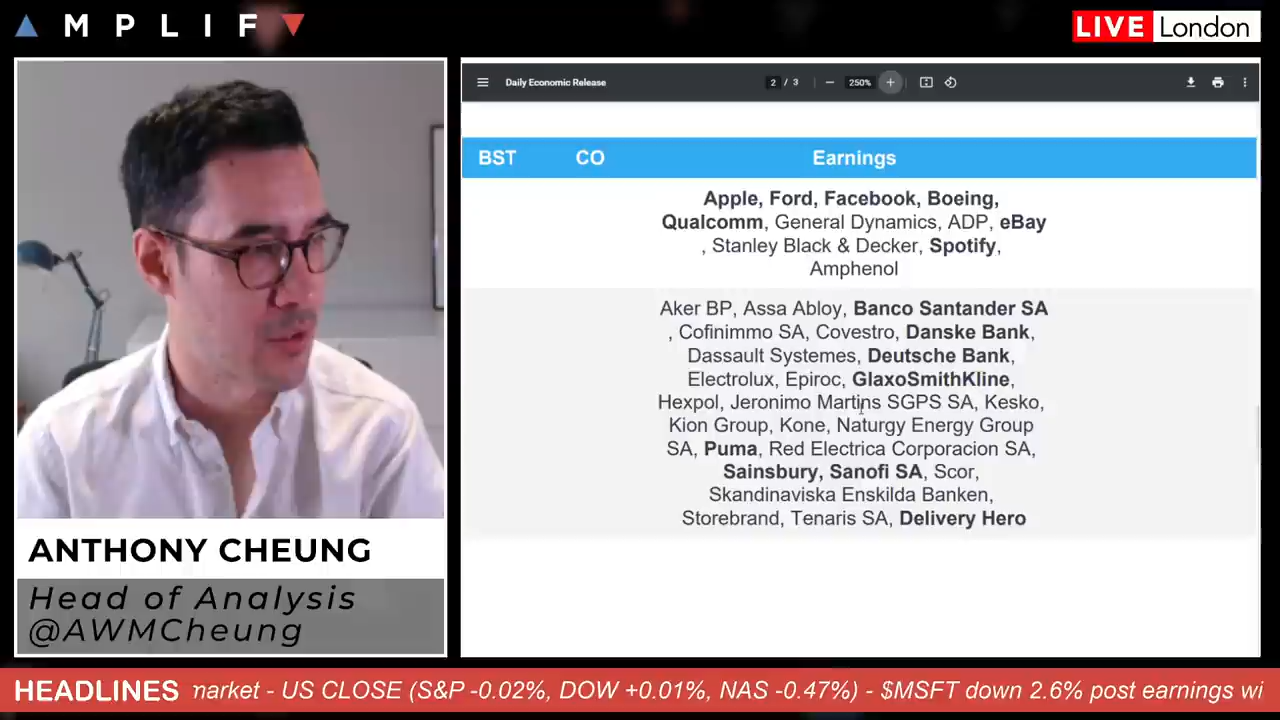 MPLIF
LIVE London
Daily Economic Release
2 / 3
250%
BST CO Earnings
Apple, Ford, Facebook, Boeing,
Qualcomm, General Dynamics, ADP, eBay
, Stanley Black & Decker, Spotify,
Amphenol
Aker BP, Assa Abloy, Banco Santander SA
, Cofinimmo SA, Covestro, Danske Bank,
Dassault Systemes, Deutsche Bank,
Electrolux, Epiroc, GlaxoSmithKline,
Hexpol, Jeronimo Martins SGPS SA, Kesko,
Kion Group, Kone, Naturgy Energy Group
SA, Puma, Red Electrica Corporacion SA,
Sainsbury, Sanofi SA, Scor,
Skandinaviska Enskilda Banken,
Storebrand, Tenaris SA, Delivery Hero
ANTHONY CHEUNG
Head of Analysis
@AWMCheung
HEADLINES market - US CLOSE (S&P -0.02%, DOW +0.01%, NAS -0.47%) - $MSFT down 2.6% post earnings wi